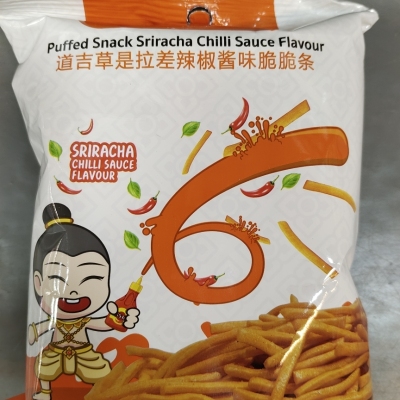 Puffed Snack Sriracha Chilli Sauce Flavour
道吉草是拉差辣椒酱味脆脆条
SRIRACHA
CHILLI SAUCE
FLAVOUR
6